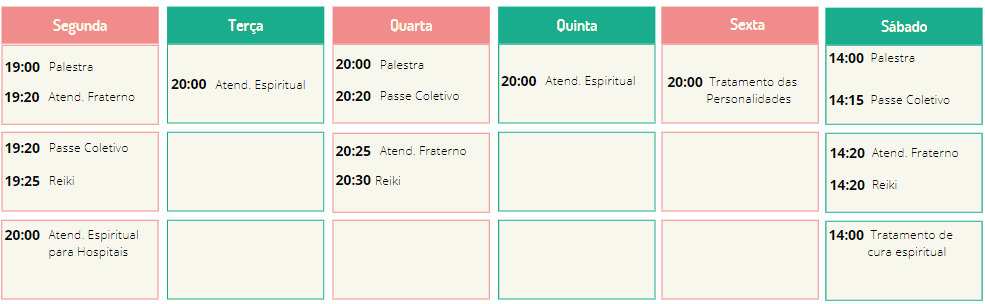 Segunda
Terça
Quarta
Quinta
Sexta
Sábado
19:00 Palestra
19:20 Atend. Fraterno
20:00 Atend. Espiritual
20:00 Palestra
20:20 Passe Coletivo
20:00 Atend. Espiritual
20:00 Tratamento das
Personalidades
14:00 Palestra
14:15 Passe Coletivo
19:20 Passe Coletivo
19:25 Reiki
20:25 Atend. Fraterno
20:30 Reiki
14:20 Atend. Fraterno
14:20 Reiki
20:00 Atend. Espiritual
para Hospitais
14:00 Tratamento de
cura espiritual